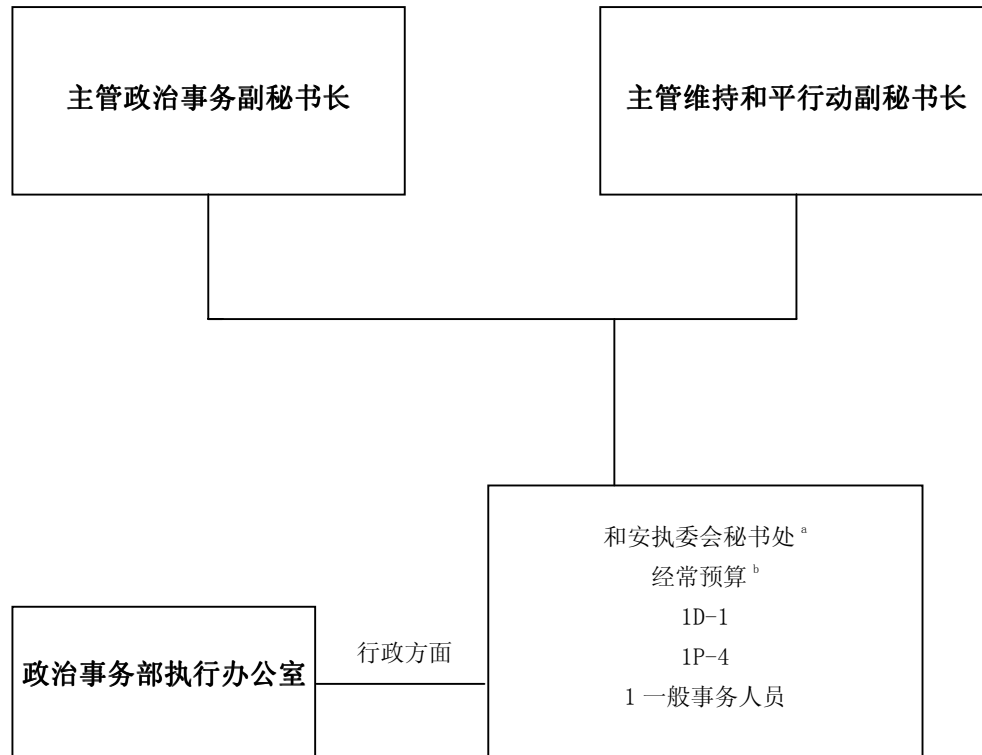 主管政治事务副秘书长
主管维持和平行动副秘书长
和安执委会秘书处 a
经常预算 b
1D-1
1P-4
1 一般事务人员
行政方面
政治事务部执行办公室